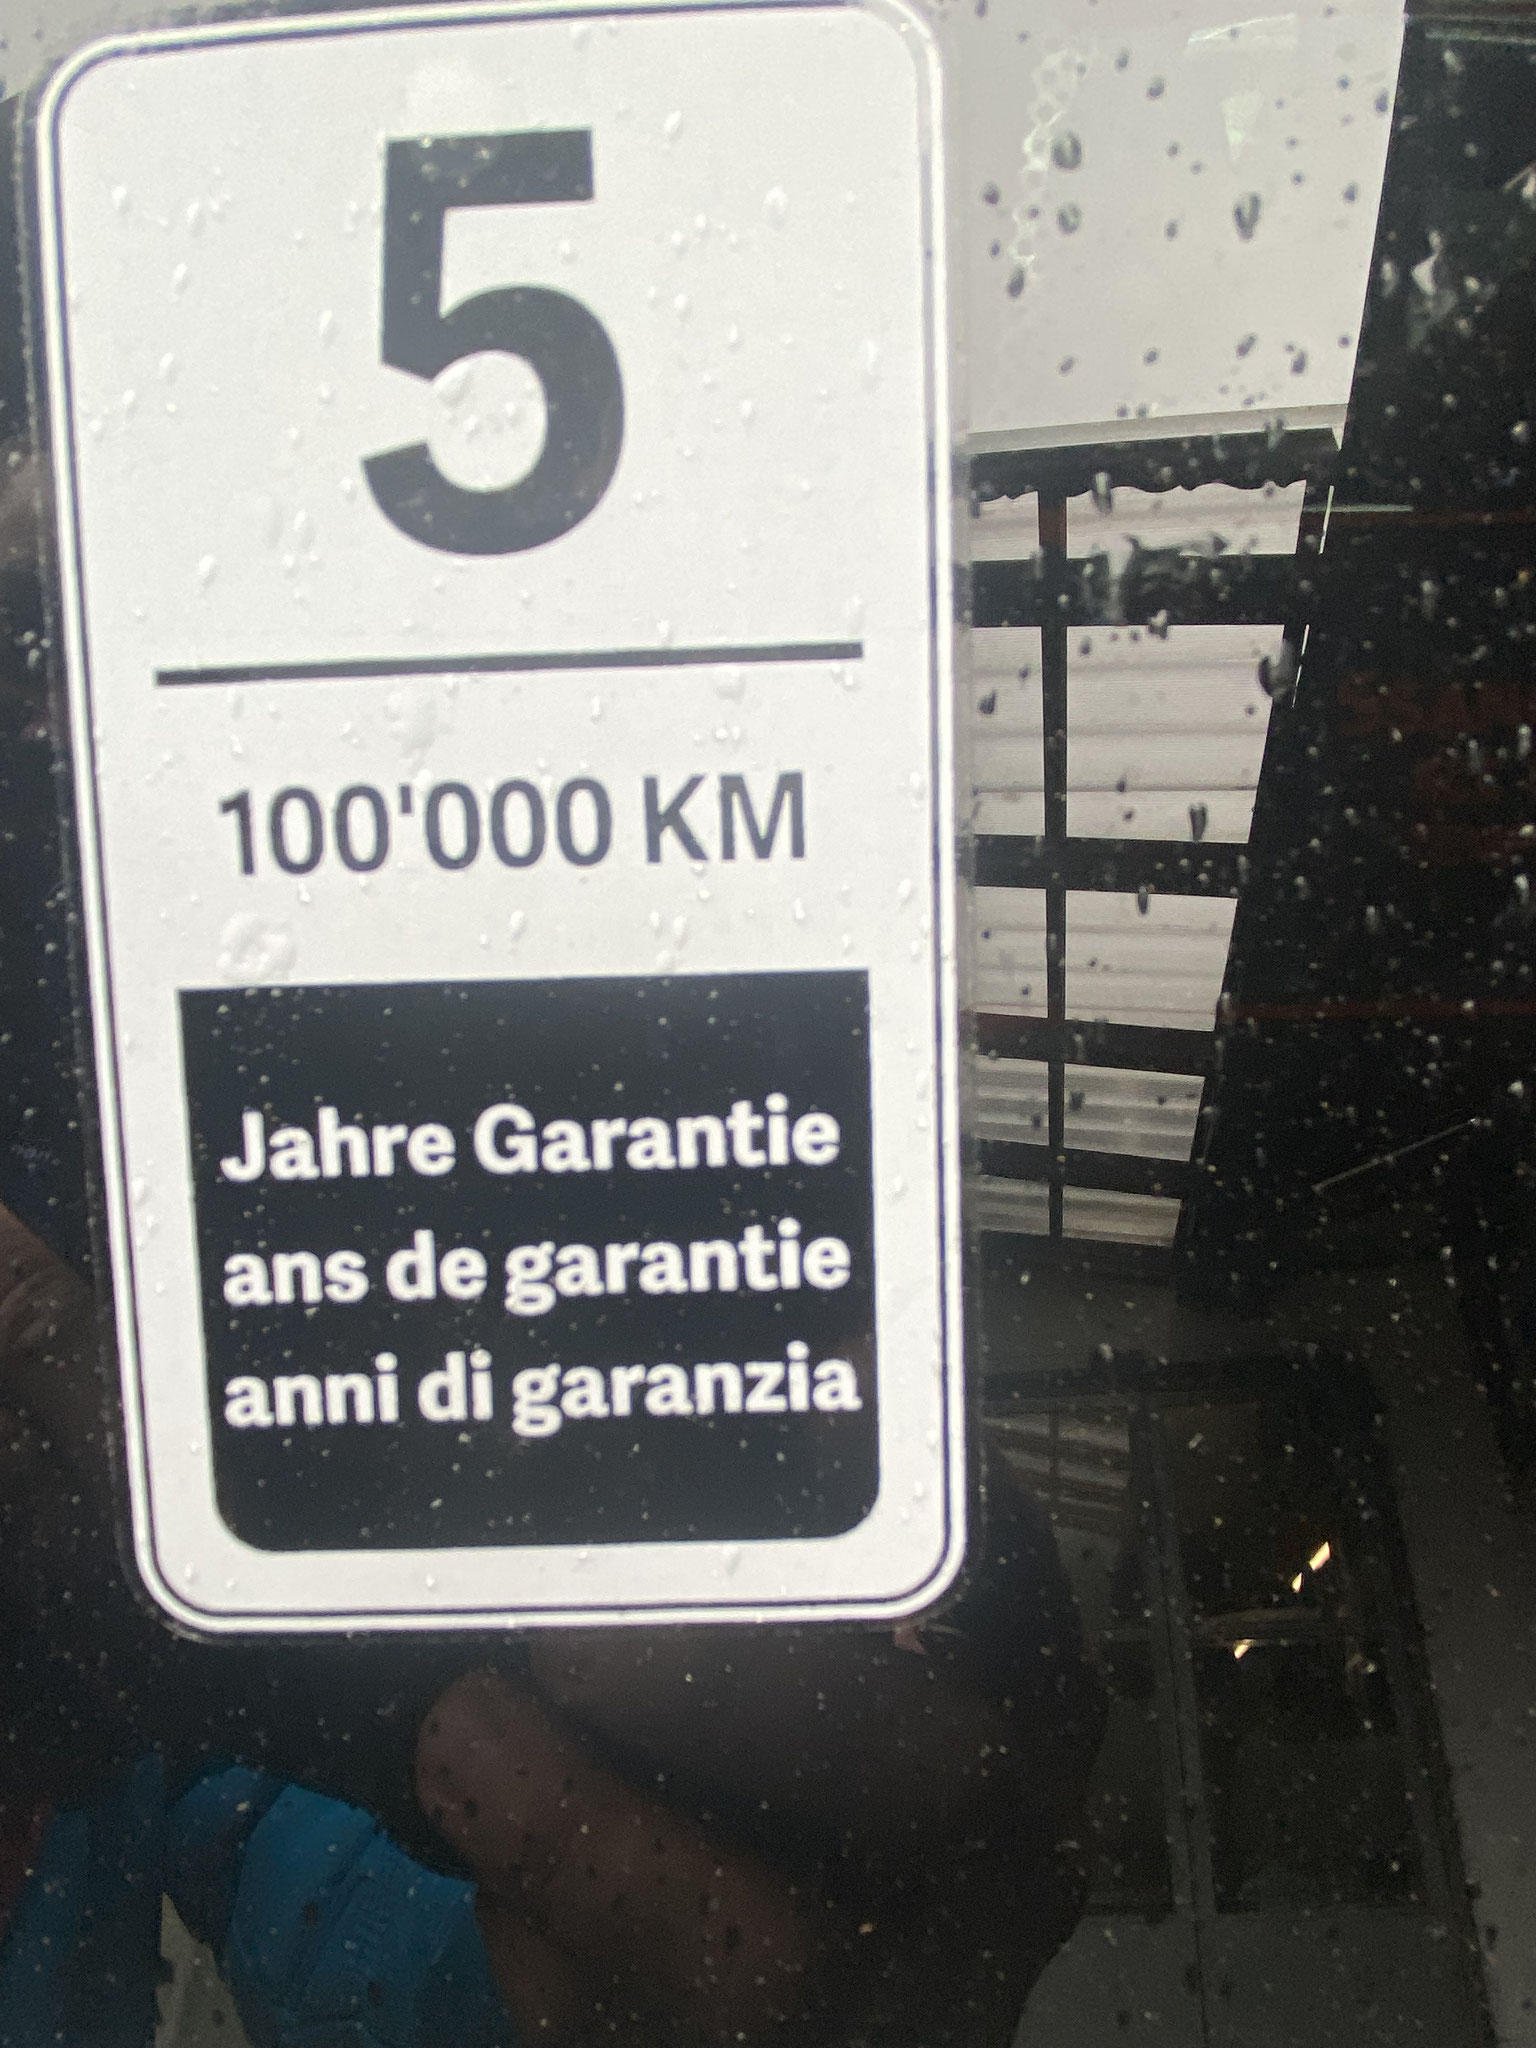 5
100'000 KM
Jahre Garantie
ans de garantie
anni di garanzia